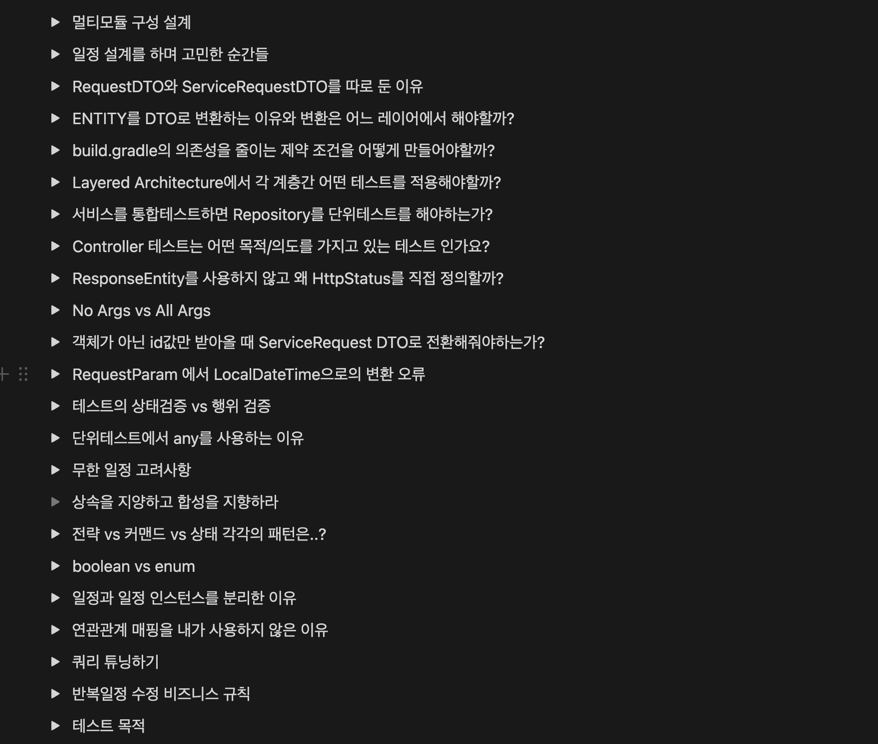 멀티모듈 구성 설계
일정 설계를 하며 고민한 순간들
RequestDTO와 ServiceRequestDTO를 따로 둔 이유
ENTITY를 DTO로 변환하는 이유와 변환은 어느 레이어에서 해야할까?
build.gradle의 의존성을 줄이는 제약 조건을 어떻게 만들어야할까?
Layered Architecture에서 각 계층간 어떤 테스트를 적용해야할까?
서비스를 통합테스트하면 Repository를 단위테스트를 해야하는가?
Controller 테스트는 어떤 목적/의도를 가지고 있는 테스트 인가요?
ResponseEntity를 사용하지 않고 왜 HttpStatus를 직접 정의할까?
No Args vs All Args
객체가 아닌 id값만 받아올 때 ServiceRequest DTO로 전환해줘야하는가?
RequestParam 에서 LocalDateTime으로의 변환 오류
테스트의 상태검증 vs 행위 검증
단위테스트에서 any를 사용하는 이유
무한 일정 고려사항
상속을 지양하고 합성을 지향하라
전략 vs 커맨드 vs 상태 각각의 패턴은..?
boolean vs enum
일정과 일정 인스턴스를 분리한 이유
연관관계 매핑을 내가 사용하지 않은 이유
쿼리 튜닝하기
반복일정 수정 비즈니스 규칙
테스트 목적